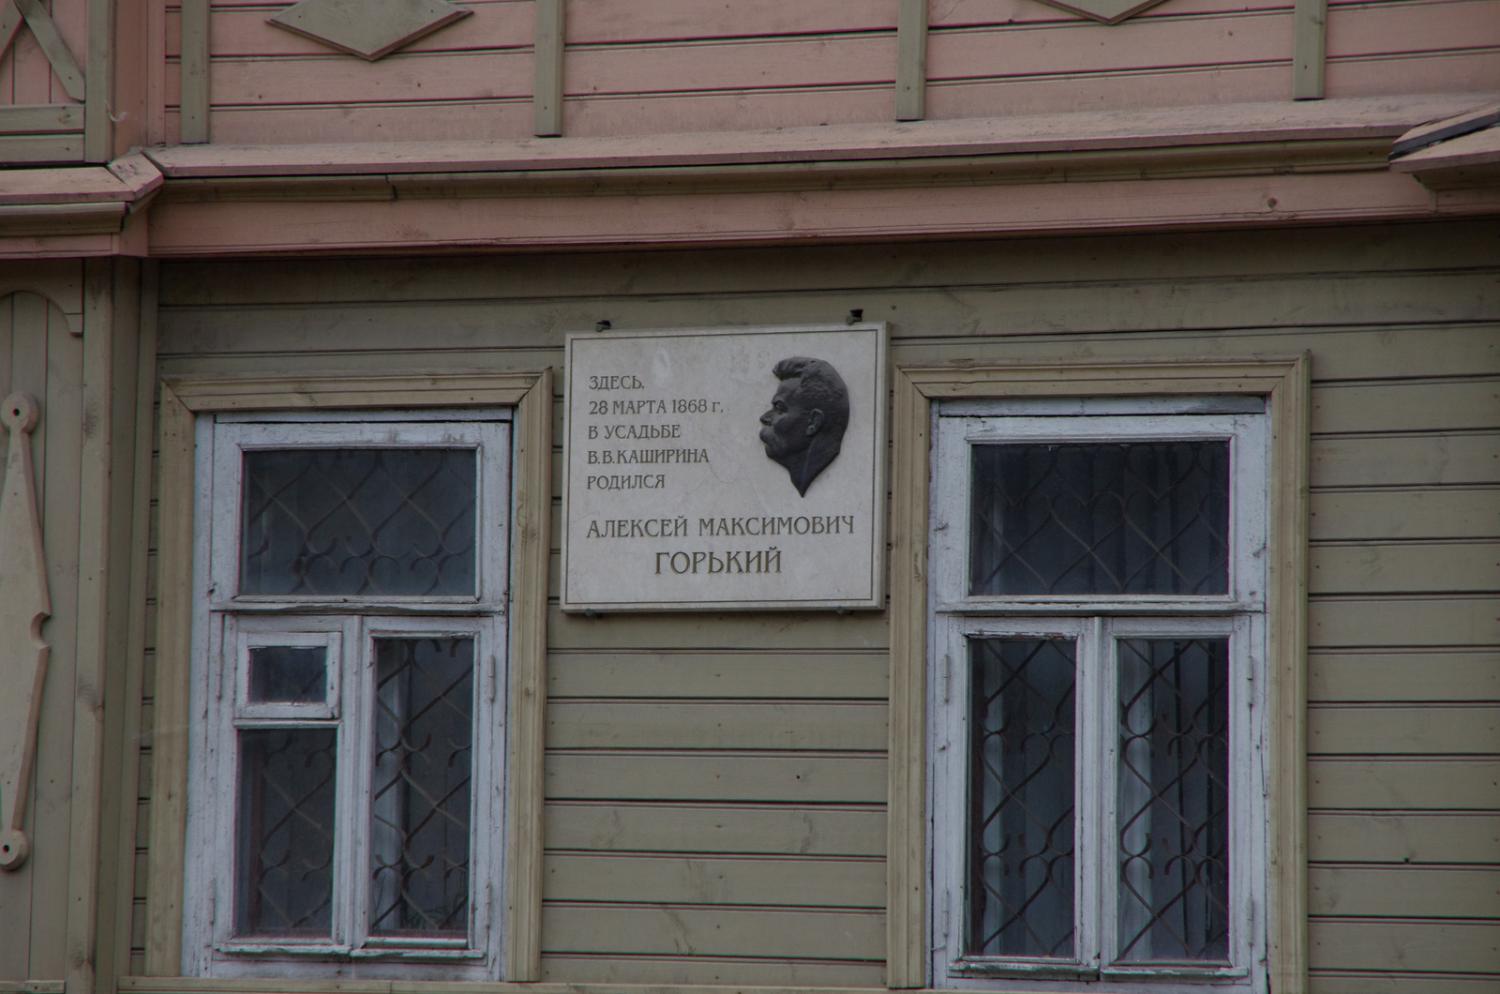 ЗДЕСЬ,
28 МАРТА 1868 г.
В УСАДЬБЕ
В.В.КАШИРИНА
РОДИЛСЯ
АЛЕКСЕЙ МАКСИМОВИЧ
ГОРЬКИЙ